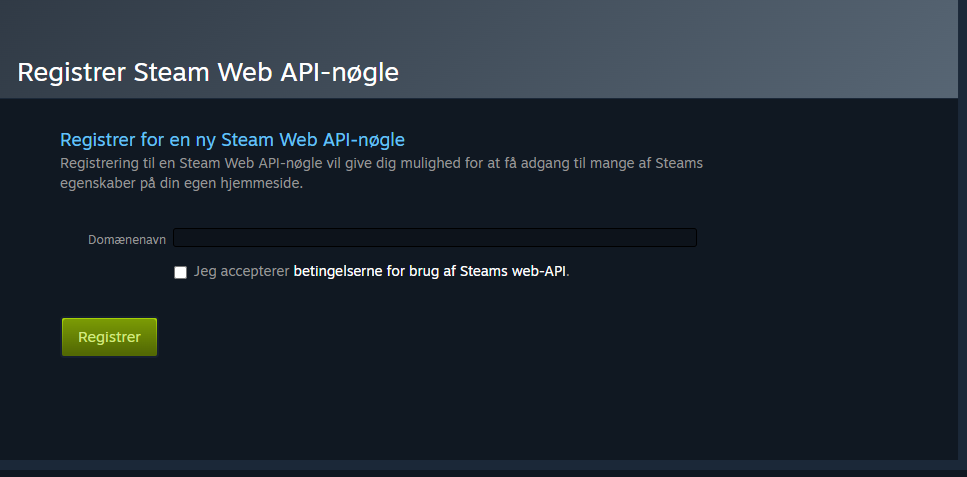 Registrer Steam Web API-nøgle
Registrer for en ny Steam Web API-nøgle
Registrering til en Steam Web API-nøgle vil give dig mulighed for at få adgang til mange af Steams
egenskaber på din egen hjemmeside.
Domænenavn
Jeg accepterer betingelserne for brug af Steams web-API.
Registrer